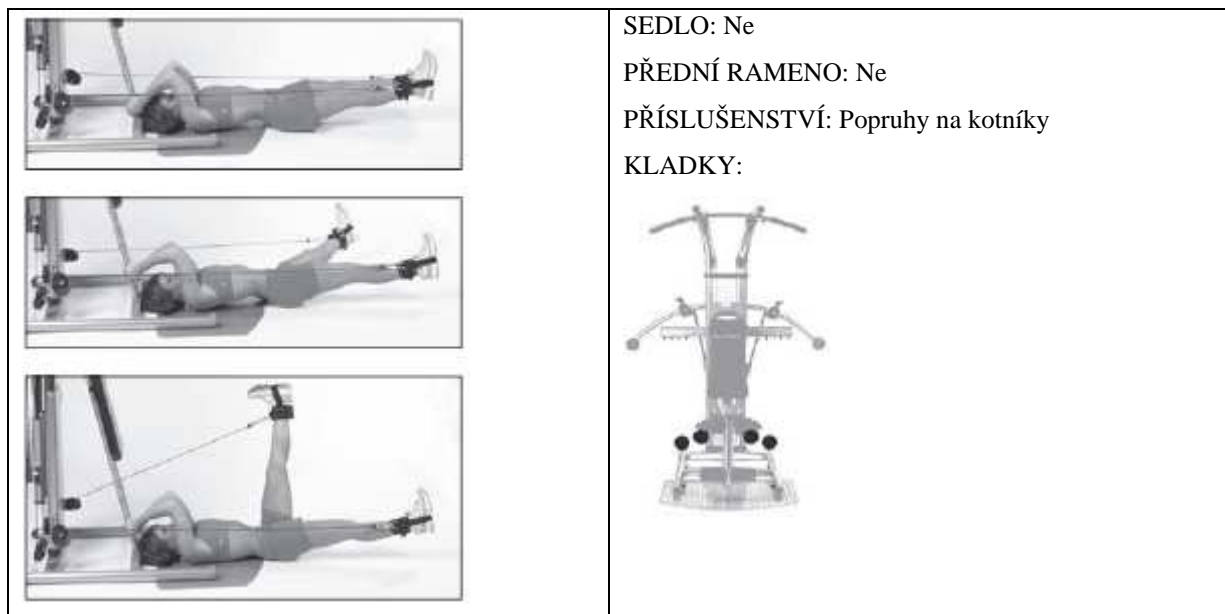 SEDLO: Ne
PŘEDNÍ RAMENO: Ne
PŘÍSLUŠENSTVÍ: Popruhy na kotníky
KLADKY: